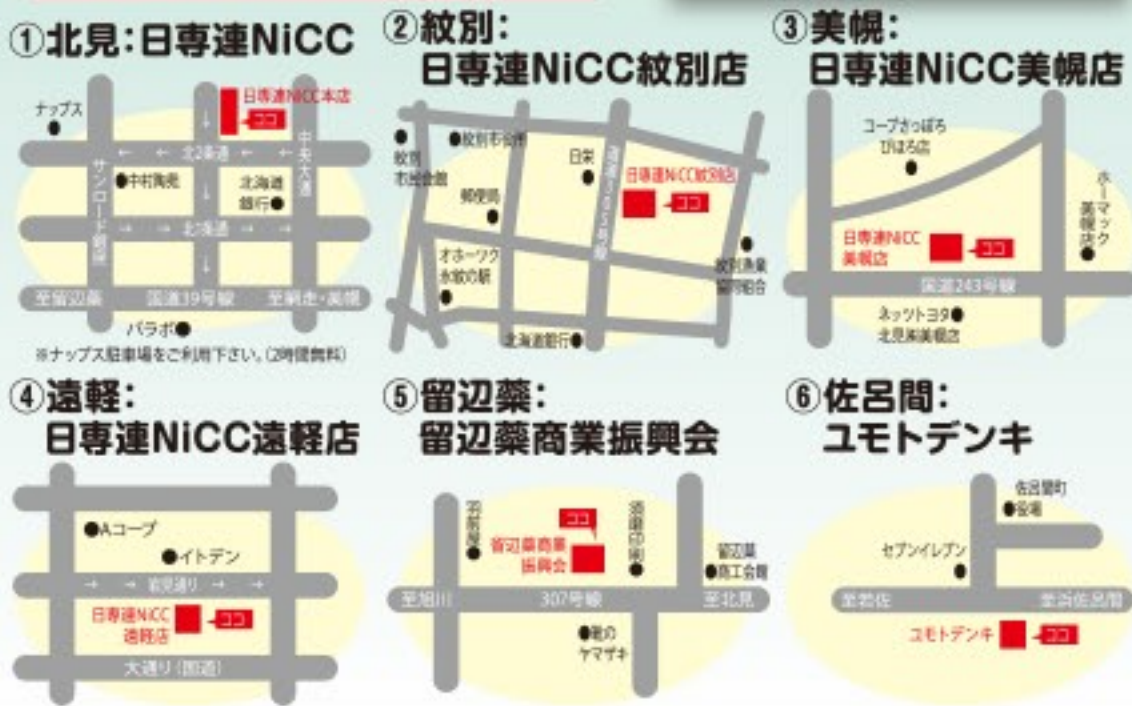 ①北見：日専連NiCC
ナップス
日専連NiCC本店
ココ
サンロード銀座
← ← 北2条通 ← ←
中央大通
中村陶苑
北海道
銀行
→ → 北1条通 → →
至留辺蘂
国道39号線
至網走・美幌
パラボ
※ナップス駐車場をご利用下さい。（2時間無料）
②紋別：
日専連NiCC紋別店
紋別
市民会館
紋別市役所
日栄
郵便局
日専連NiCC紋別店
ココ
オホーツク
氷紋の駅
紋別漁業
協同組合
北海道銀行
③美幌：
日専連NiCC美幌店
コープさっぽろ
びほろ店
ホーマック
美幌店
日専連NiCC
美幌店
ココ
国道243号線
ネッツトヨタ
北見㈱美幌店
④遠軽：
日専連NiCC遠軽店
Aコープ
イトデン
→ → 岩見通り → →
日専連NiCC
遠軽店
ココ
大通り（国道）
⑤留辺蘂：
留辺蘂商業振興会
羽前屋
ココ
留辺蘂商業
振興会
須磨印刷
留辺蘂
商工会館
至旭川
307号線
至北見
靴の
ヤマザキ
⑥佐呂間：
ユモトデンキ
佐呂間町
役場
セブンイレブン
至若佐
至浜佐呂間
ユモトデンキ
ココ